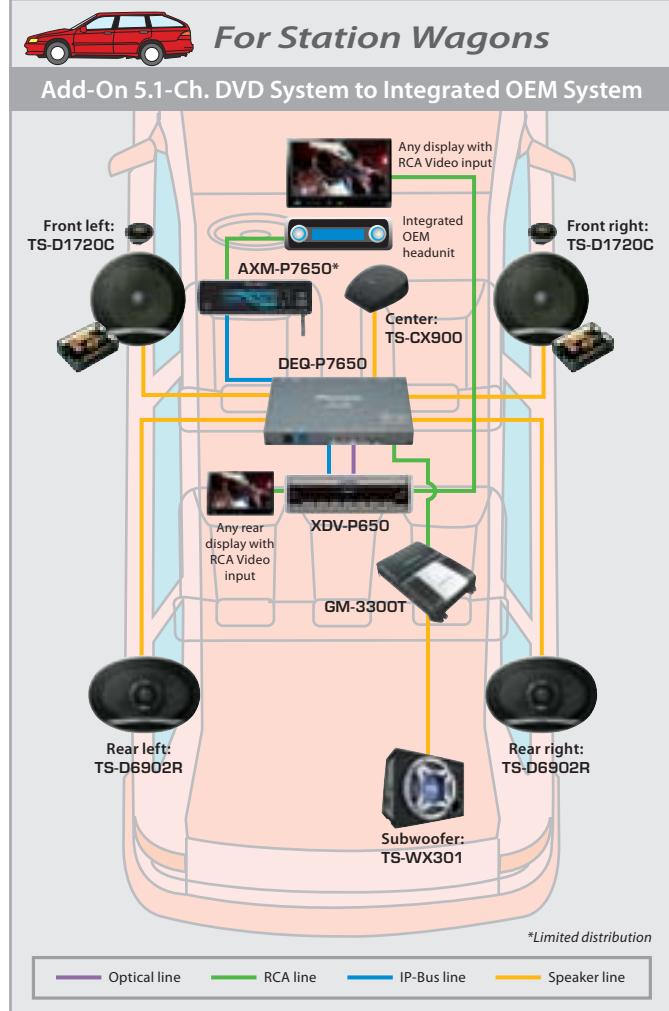 For Station Wagons
Add-On 5.1-Ch. DVD System to Integrated OEM System
Any display with
RCA Video input
Front left:
TS-D1720C
Integrated
OEM
headunit
Front right:
TS-D1720C
AXM-P7650*
Center:
TS-CX900
DEQ-P7650
XDV-P650
Any rear
display with
RCA Video
input
GM-3300T
Rear left:
TS-D6902R
Rear right:
TS-D6902R
Subwoofer:
TS-WX301
*Limited distribution
Optical line
RCA line
IP-Bus line
Speaker line